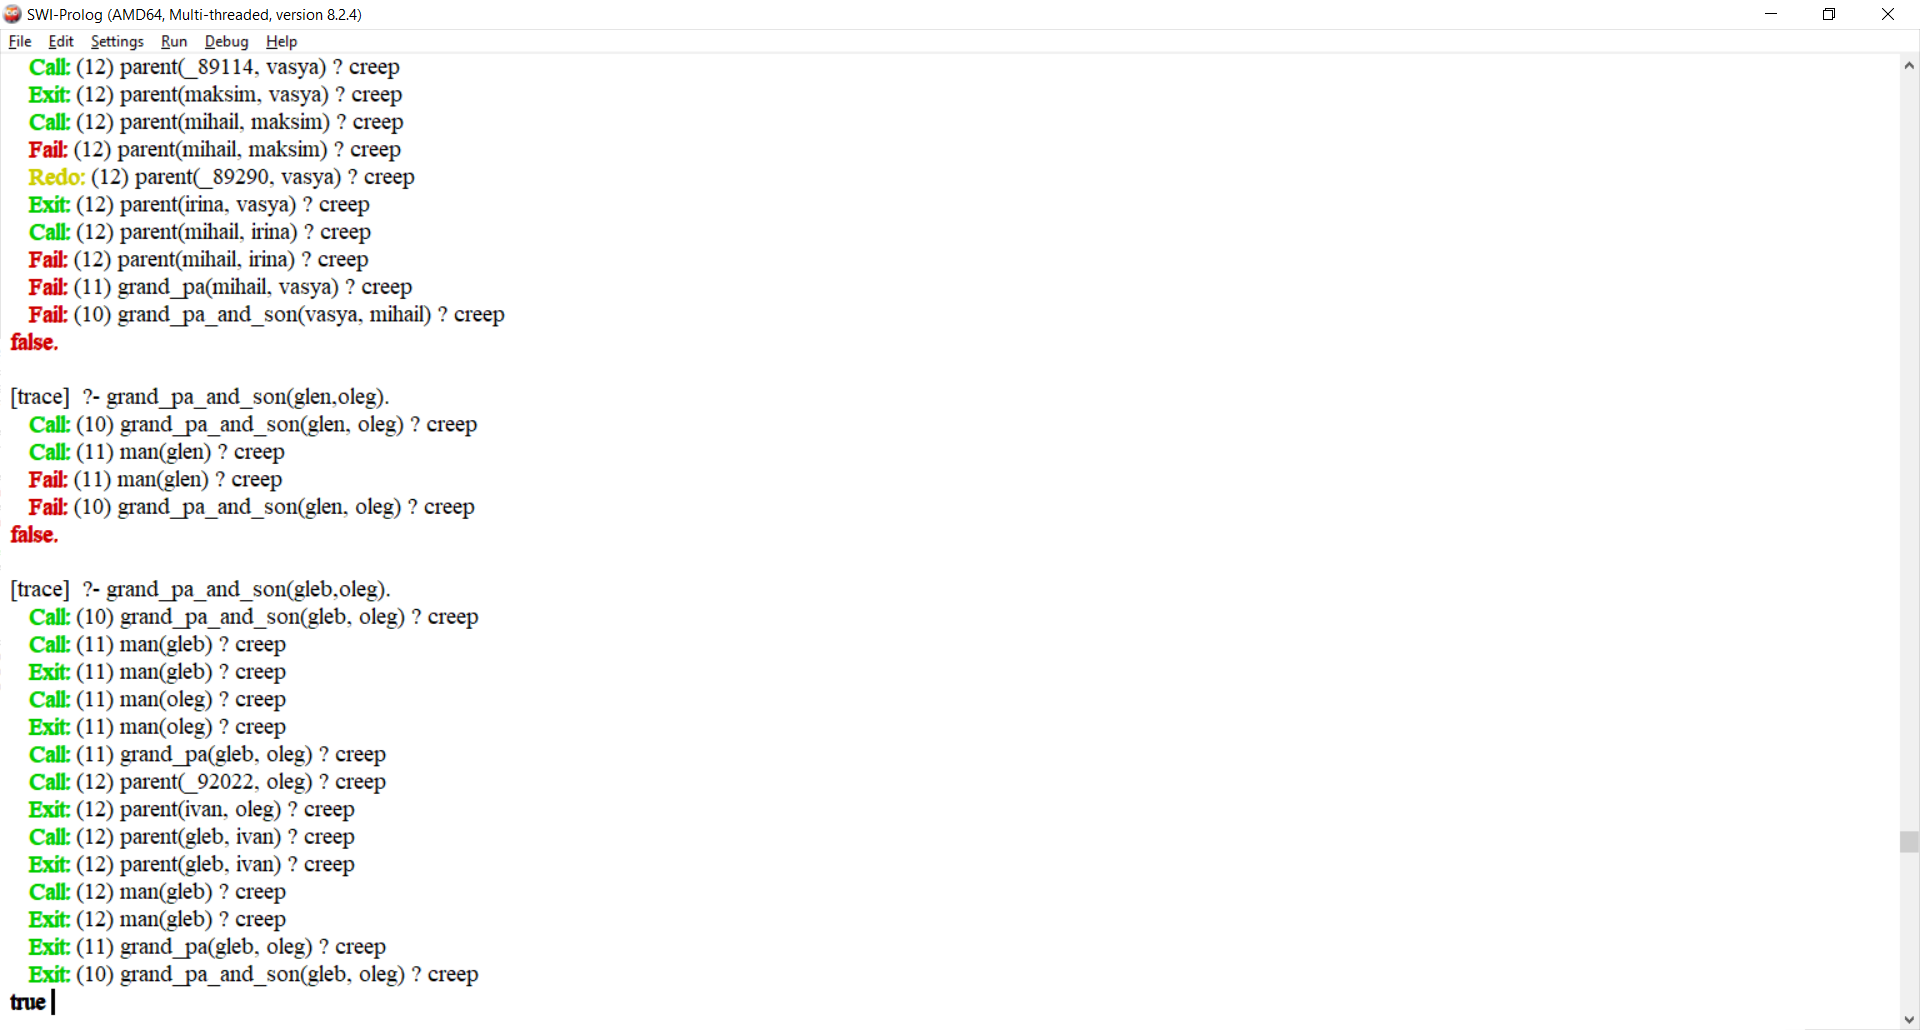 SWI-Prolog (AMD64, Multi-threaded, version 8.2.4)
File Edit Settings Run Debug Help
Call: (12) parent(_89114, vasya) ? creep
Exit: (12) parent(maksim, vasya) ? creep
Call: (12) parent(mihail, maksim) ? creep
Fail: (12) parent(mihail, maksim) ? creep
Redo: (12) parent(_89290, vasya) ? creep
Exit: (12) parent(irina, vasya) ? creep
Call: (12) parent(mihail, irina) ? creep
Fail: (12) parent(mihail, irina) ? creep
Fail: (11) grand_pa(mihail, vasya) ? creep
Fail: (10) grand_pa_and_son(vasya, mihail) ? creep
false.
[trace]  ?- grand_pa_and_son(glen,oleg).
Call: (10) grand_pa_and_son(glen, oleg) ? creep
Call: (11) man(glen) ? creep
Fail: (11) man(glen) ? creep
Fail: (10) grand_pa_and_son(glen, oleg) ? creep
false.
[trace]  ?- grand_pa_and_son(gleb,oleg).
Call: (10) grand_pa_and_son(gleb, oleg) ? creep
Call: (11) man(gleb) ? creep
Exit: (11) man(gleb) ? creep
Call: (11) man(oleg) ? creep
Exit: (11) man(oleg) ? creep
Call: (11) grand_pa(gleb, oleg) ? creep
Call: (12) parent(_92022, oleg) ? creep
Exit: (12) parent(ivan, oleg) ? creep
Call: (12) parent(gleb, ivan) ? creep
Exit: (12) parent(gleb, ivan) ? creep
Call: (12) man(gleb) ? creep
Exit: (12) man(gleb) ? creep
Exit: (11) grand_pa(gleb, oleg) ? creep
Exit: (10) grand_pa_and_son(gleb, oleg) ? creep
true